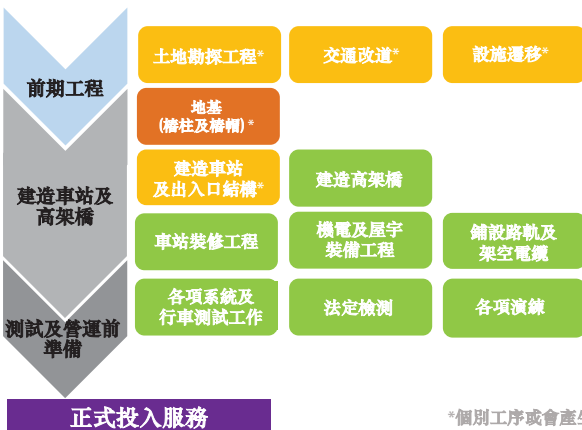 前期工程
土地勘探工程*
交通改道*
設施遷移*
地基
(樁柱及樁帽)*
建造車站及
高架橋
建造車站
及出入口結構*
建造高架橋
車站裝修工程
機電及屋宇
裝備工程
鋪設路軌及
架空電纜
測試及營運前
準備
各項系統及
行車測試工作
法定檢測
各項演練
正式投入服務
*個別工序或會產